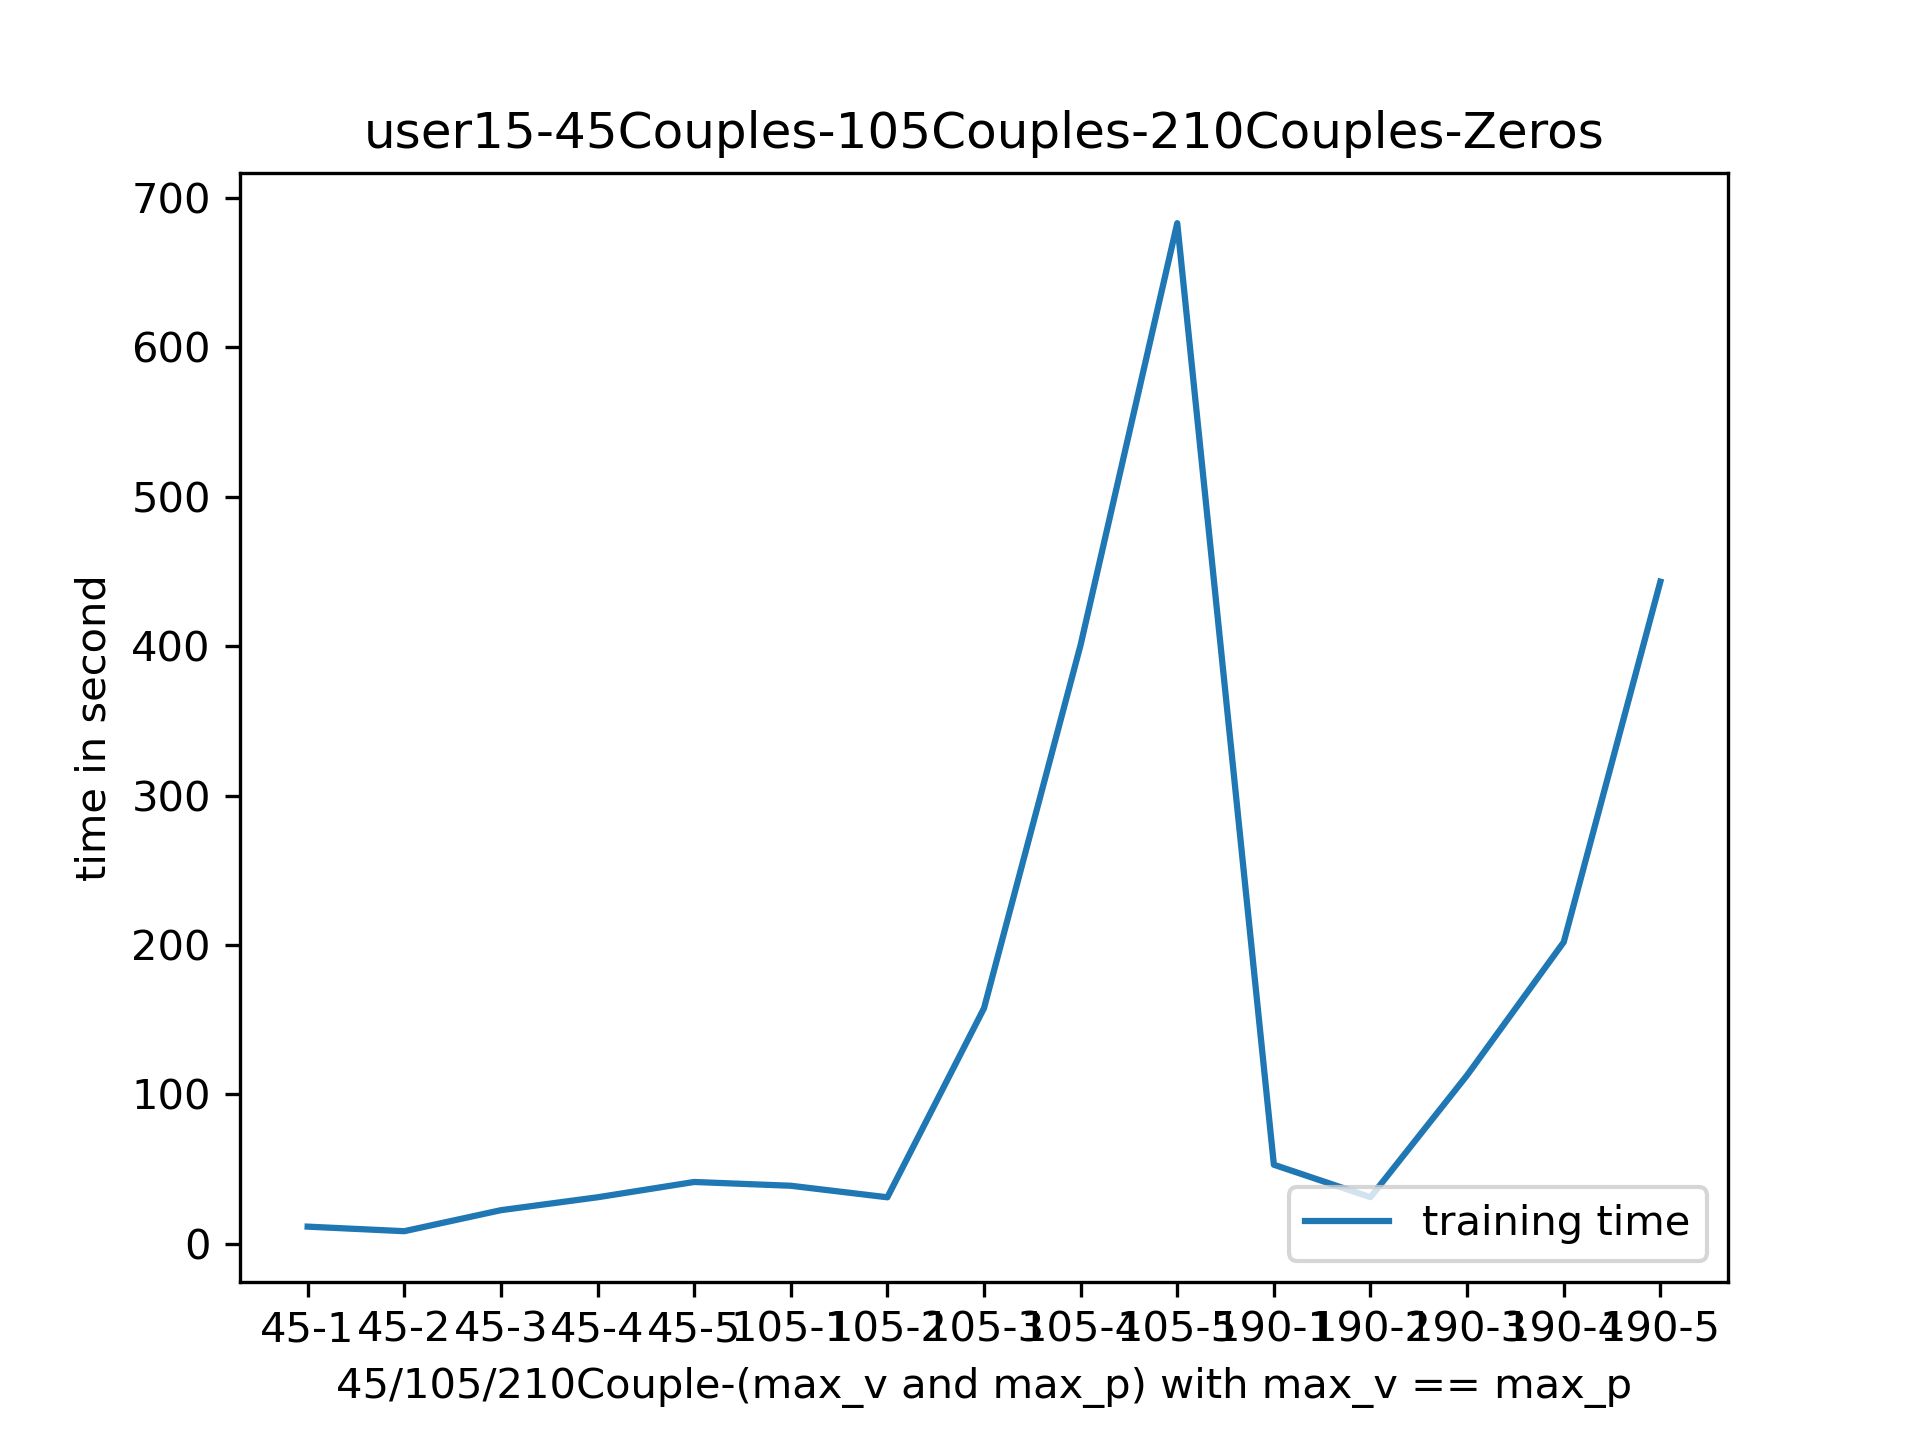 user15-45Couples-105Couples-210Couples-Zeros
700
600
500
400
300
200
100
0
time in second
training time
45-1 45-2 45-3 45-4 45-5 105-1 105-2 105-3 105-4 105-5 190-1 190-2 190-3 190-4 190-5
45/105/210Couple-(max_v and max_p) with max_v == max_p